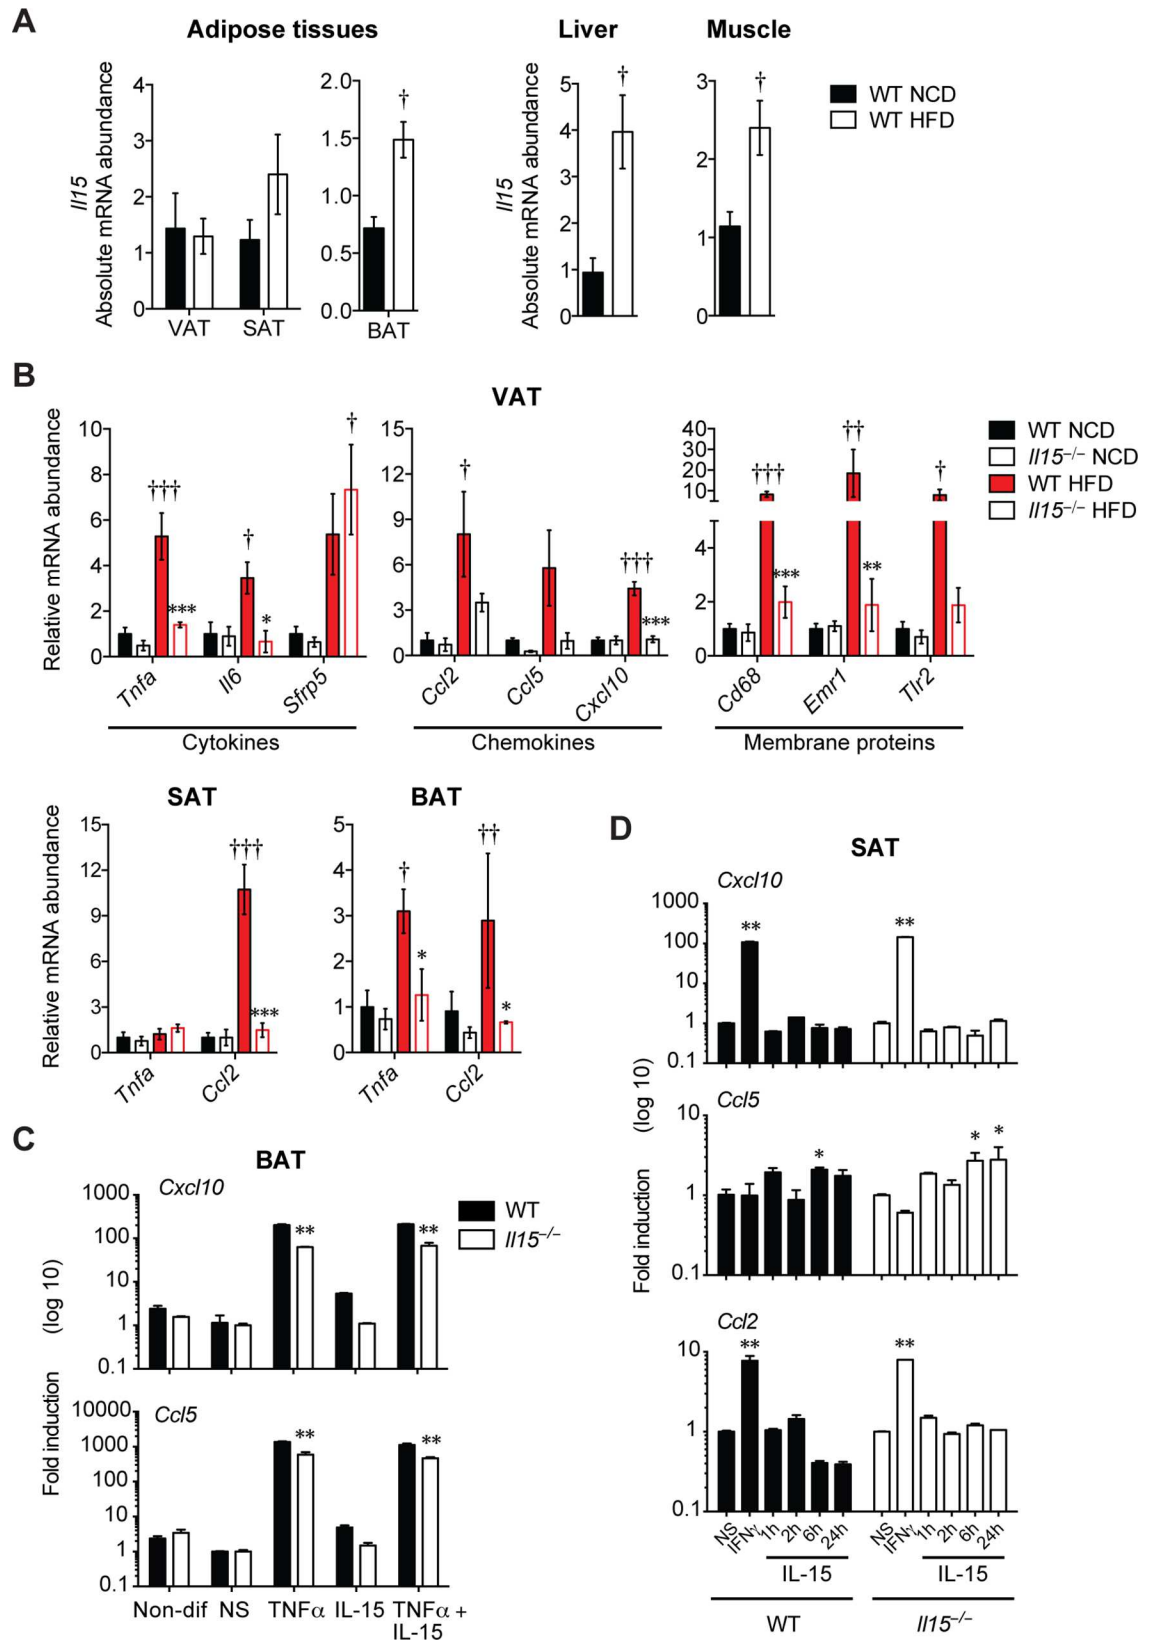 A
Adipose tissues
Liver
Muscle
Il15
Absolute mRNA abundance
4
3
2
1
0
VAT
SAT
2.0
1.5
1.0
0.5
0.0
†
BAT
Il15
Absolute mRNA abundance
5
4
3
2
1
0
†
3
2
1
0
†
WT NCD
WT HFD
B
VAT
Relative mRNA abundance
10
8
6
4
2
0
††† *** † * †
Tnfa
Il6
Sfrp5
Cytokines
15
12
9
6
3
0
† ††† ***
Ccl2
Ccl5
Cxcl10
Chemokines
40
30
20
10
4
2
0
††† *** †† ** †
Cd68
Emr1
Tlr2
Membrane proteins
WT NCD
Il15–/– NCD
WT HFD
Il15–/– HFD
SAT
Relative mRNA abundance
15
12
9
6
3
0
††† ***
Tnfa
Ccl2
BAT
5
4
3
2
1
0
† * †† *
Tnfa
Ccl2
C
BAT
Cxcl10
1000
100
10
1
0.1
** **
WT
Il15–/–
Fold induction (log 10)
Ccl5
10000
1000
100
10
1
0.1
** **
Non-dif NS TNFα IL-15 TNFα +
IL-15
D
SAT
Cxcl10
1000
100
10
1
0.1
** **
Fold induction (log 10)
Ccl5
10
1
0.1
* * *
Ccl2
10
1
0.1
** **
NS IFNγ 1h 2h 6h 24h NS IFNγ 1h 2h 6h 24h
IL-15 IL-15
WT Il15–/–